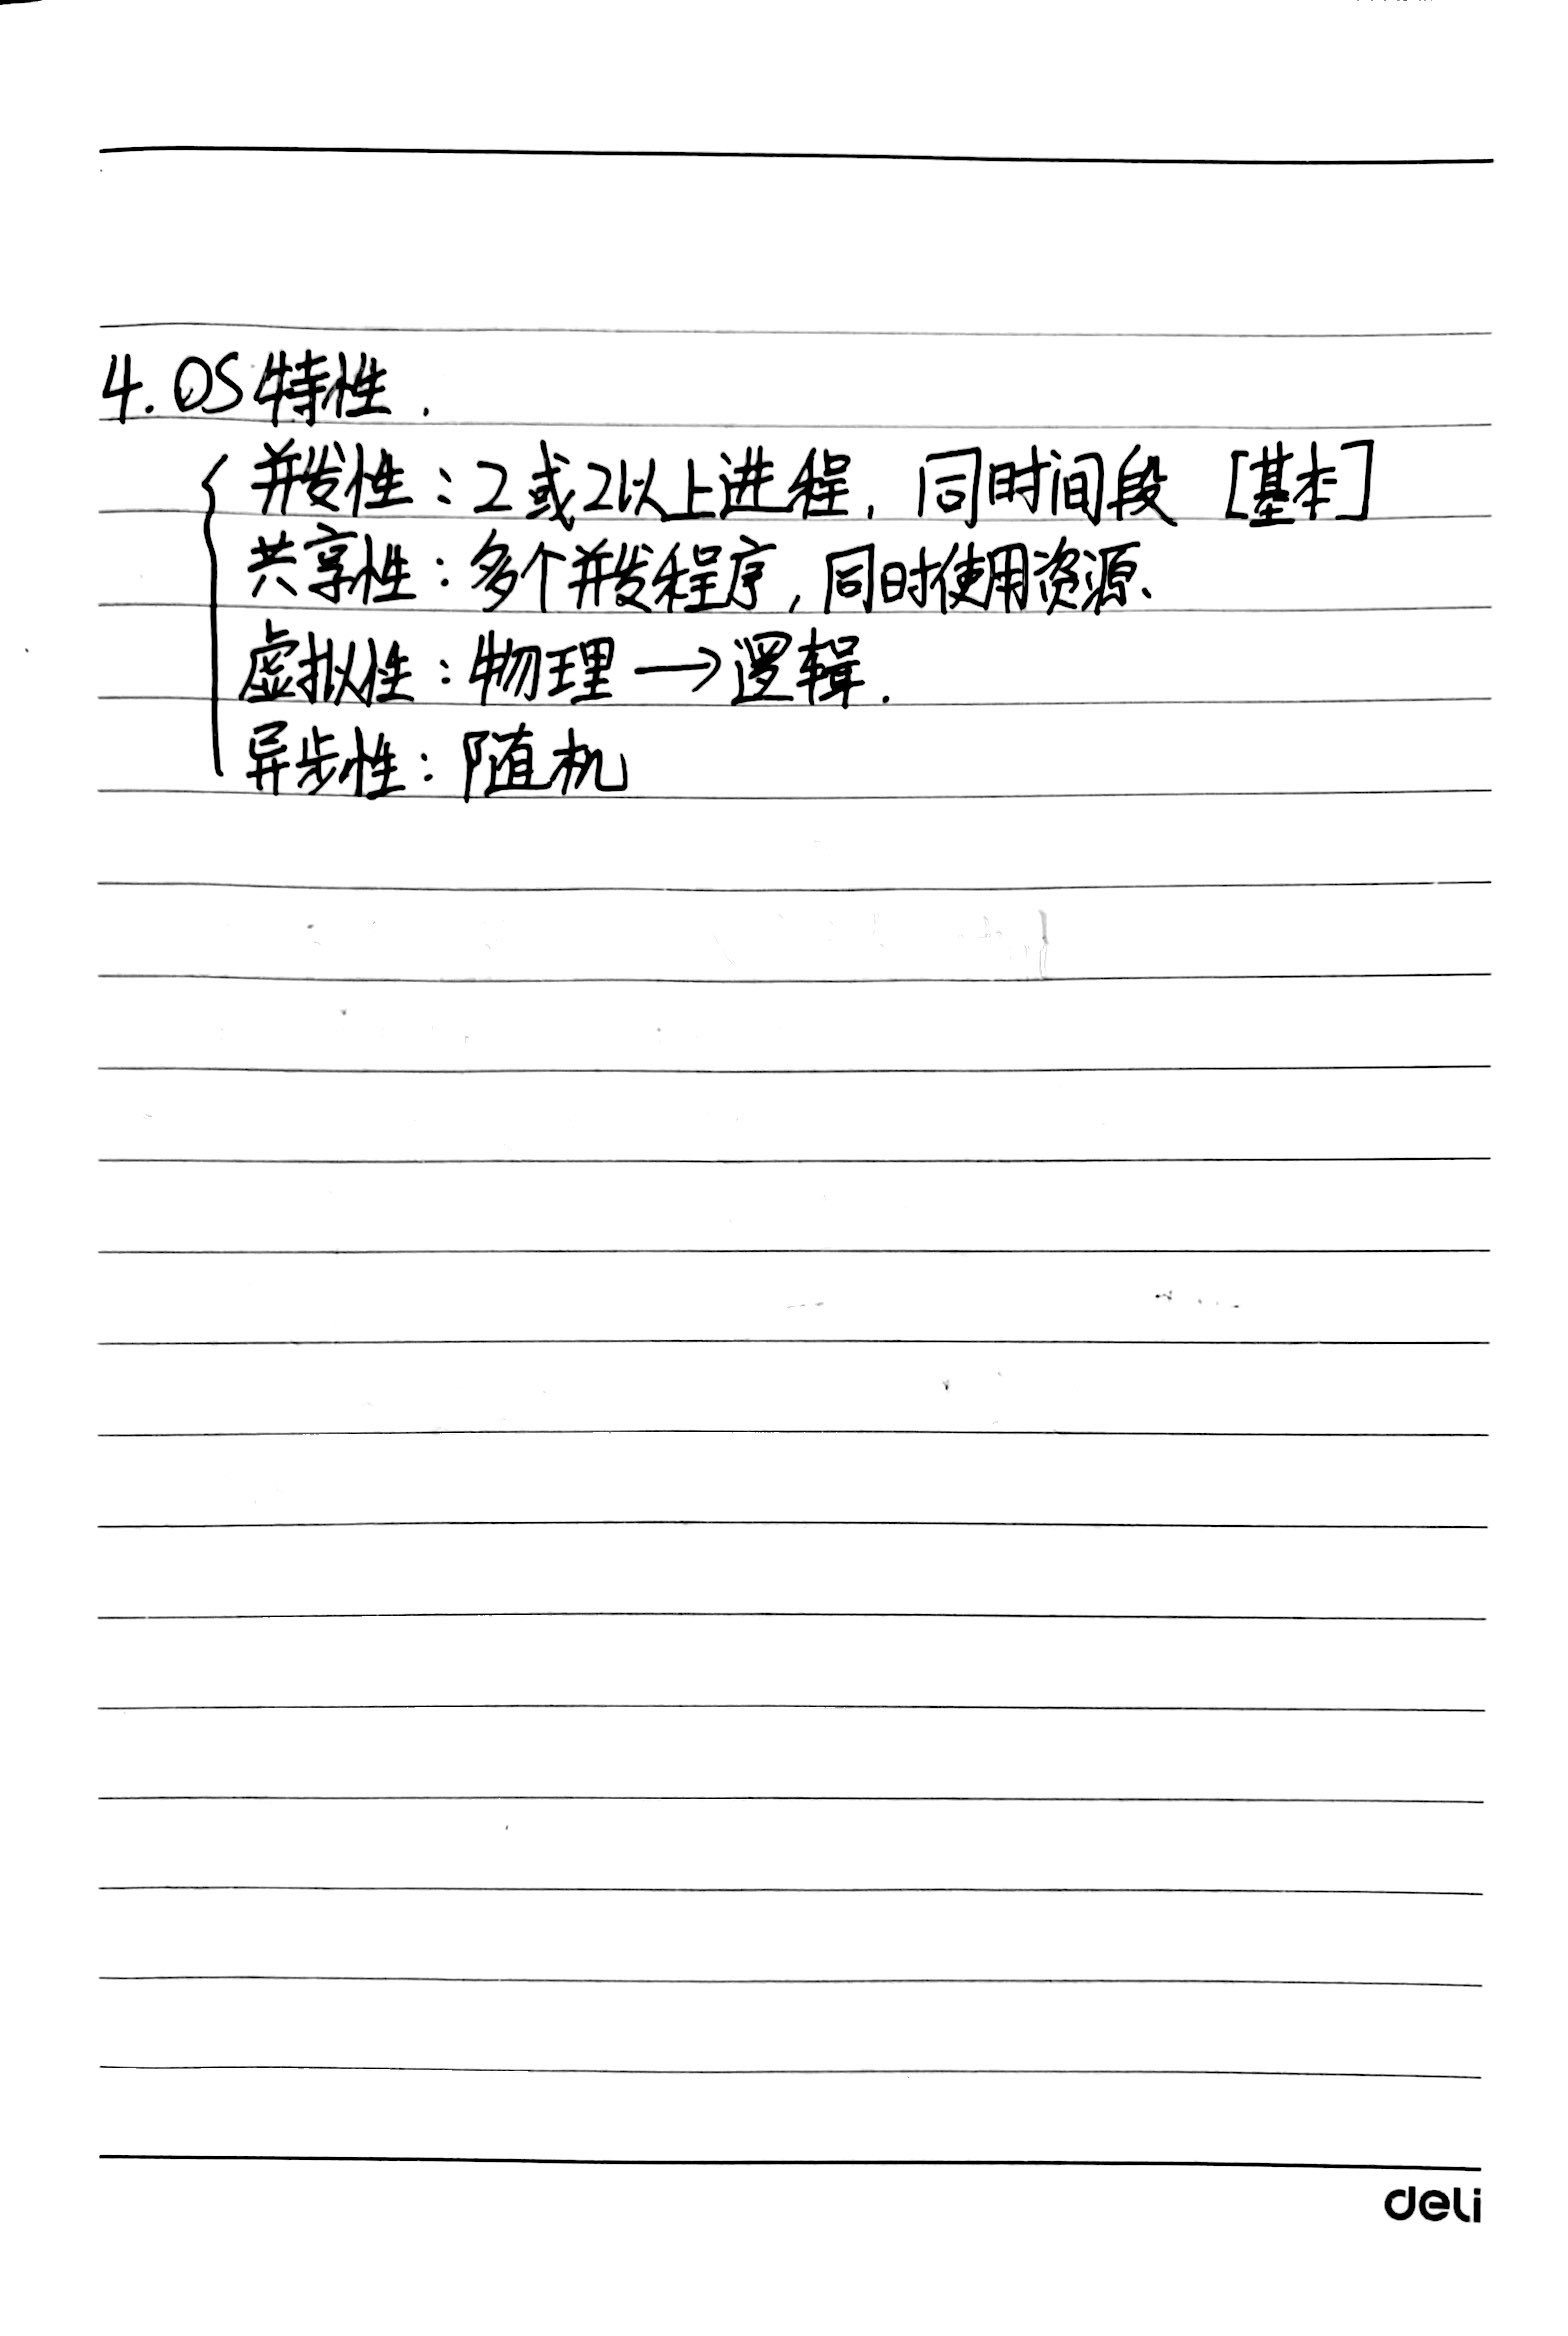 4. OS特性.
并发性：2或2以上进程，同时间段 [基本]
共享性：多个并发程序，同时使用资源、
虚拟性：物理→逻辑.
异步性：随机
deli